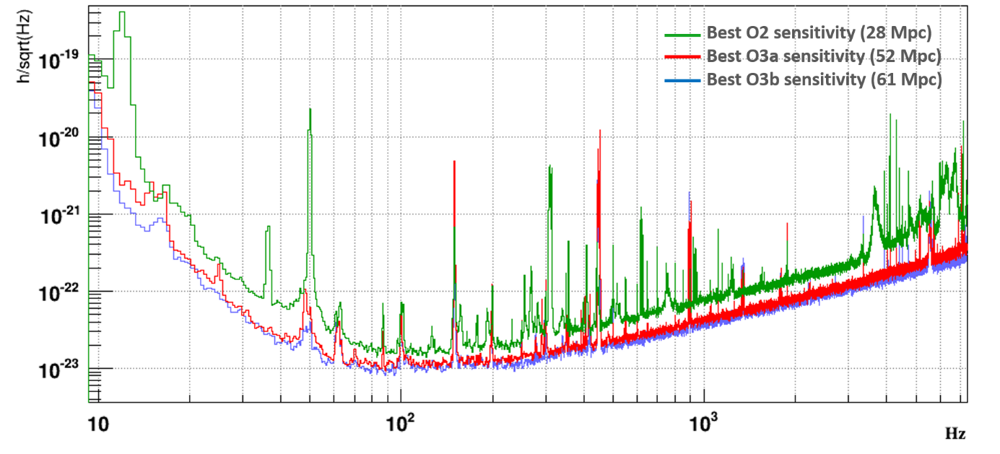 h/sqrt(Hz)
Best O2 sensitivity (28 Mpc)
Best O3a sensitivity (52 Mpc)
Best O3b sensitivity (61 Mpc)
10⁻¹⁹
10⁻²⁰
10⁻²¹
10⁻²²
10⁻²³
10 10² 10³
Hz